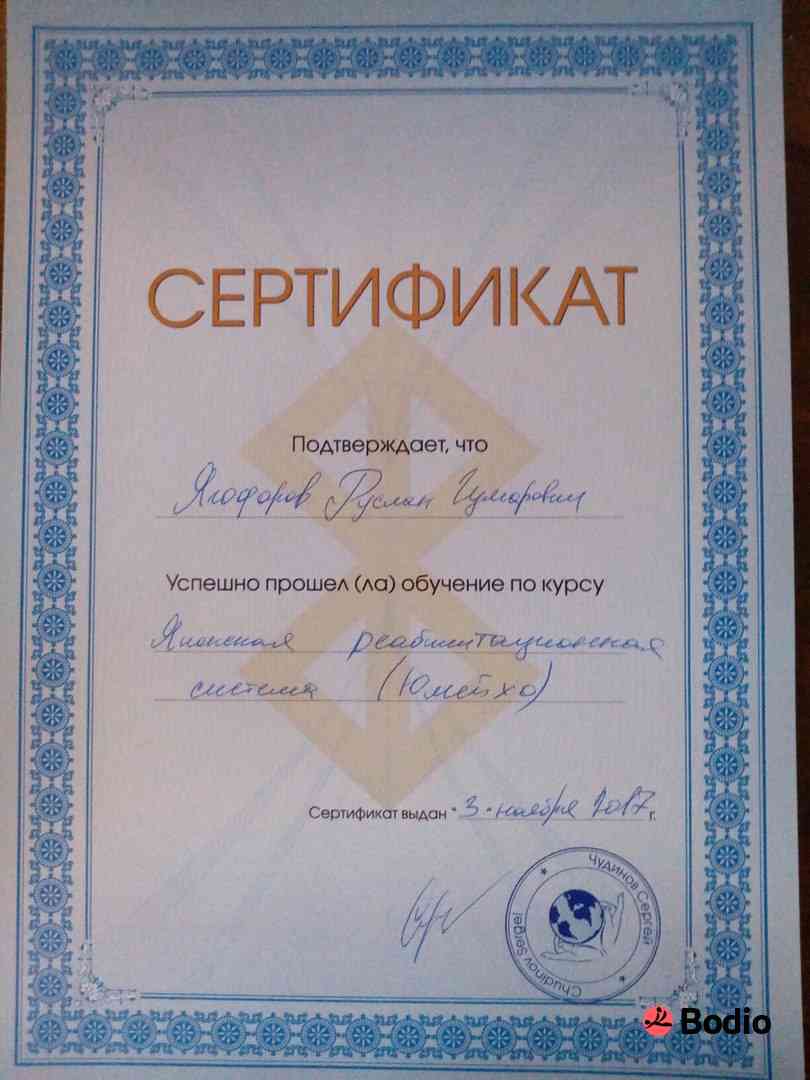 СЕРТИФИКАТ
Подтверждает, что
Ягофаров Руслан
Успешно прошел (ла) обучение по курсу
Японская реабилитационная
система (Юмейхо)
Сертификат выдан "3" ноября 2017 г.
Чудинов Сергей
Chudinov Sergei
Bodio